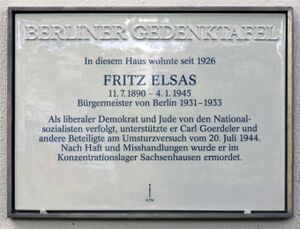 BERLINER GEDENKTAFEL
In diesem Haus wohnte seit 1926
FRITZ ELSAS
11.7.1890 – 4.1.1945
Bürgermeister von Berlin 1931–1933
Als liberaler Demokrat und Jude von den National-
sozialisten verfolgt, unterstützte er Carl Goerdeler und
andere Beteiligte am Umsturzversuch vom 20. Juli 1944.
Nach Haft und Misshandlungen wurde er im
Konzentrationslager Sachsenhausen ermordet.
KPM